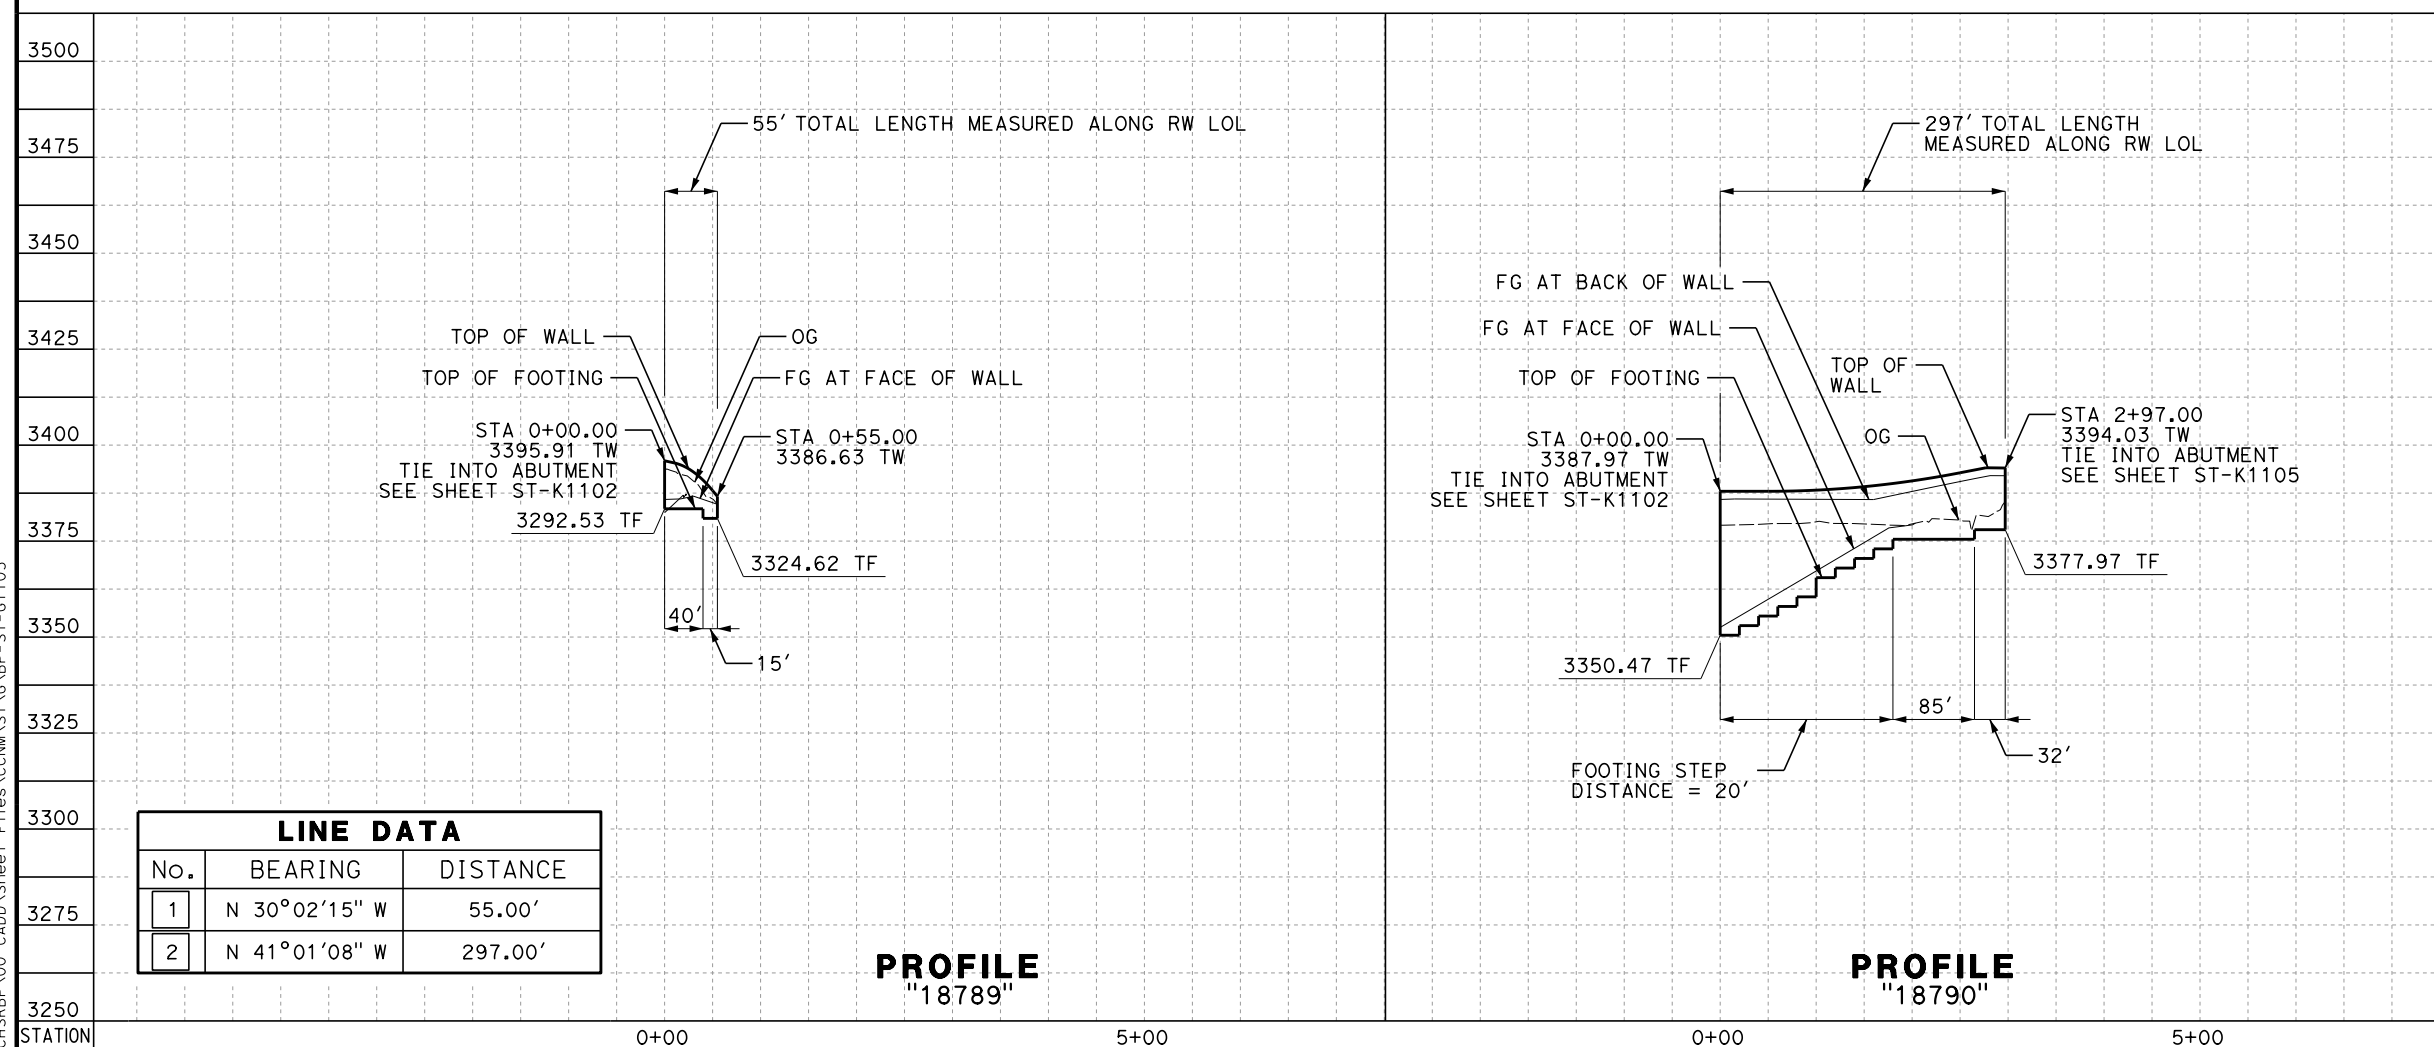 3500
3475
3450
3425
3400
3375
3350
3325
3300
3275
3250
STATION
55' TOTAL LENGTH MEASURED ALONG RW LOL
TOP OF WALL
OG
TOP OF FOOTING
FG AT FACE OF WALL
STA 0+00.00
3395.91 TW
TIE INTO ABUTMENT
SEE SHEET ST-K1102
STA 0+55.00
3386.63 TW
3292.53 TF
3324.62 TF
40'
15'
LINE DATA
No. BEARING DISTANCE
1 N 30°02'15" W 55.00'
2 N 41°01'08" W 297.00'
PROFILE
"18789"
0+00 5+00
297' TOTAL LENGTH
MEASURED ALONG RW LOL
FG AT BACK OF WALL
FG AT FACE OF WALL
TOP OF FOOTING
TOP OF
WALL
OG
STA 0+00.00
3387.97 TW
TIE INTO ABUTMENT
SEE SHEET ST-K1102
STA 2+97.00
3394.03 TW
TIE INTO ABUTMENT
SEE SHEET ST-K1105
3377.97 TF
3350.47 TF
85'
32'
FOOTING STEP
DISTANCE = 20'
PROFILE
"18790"
0+00 5+00